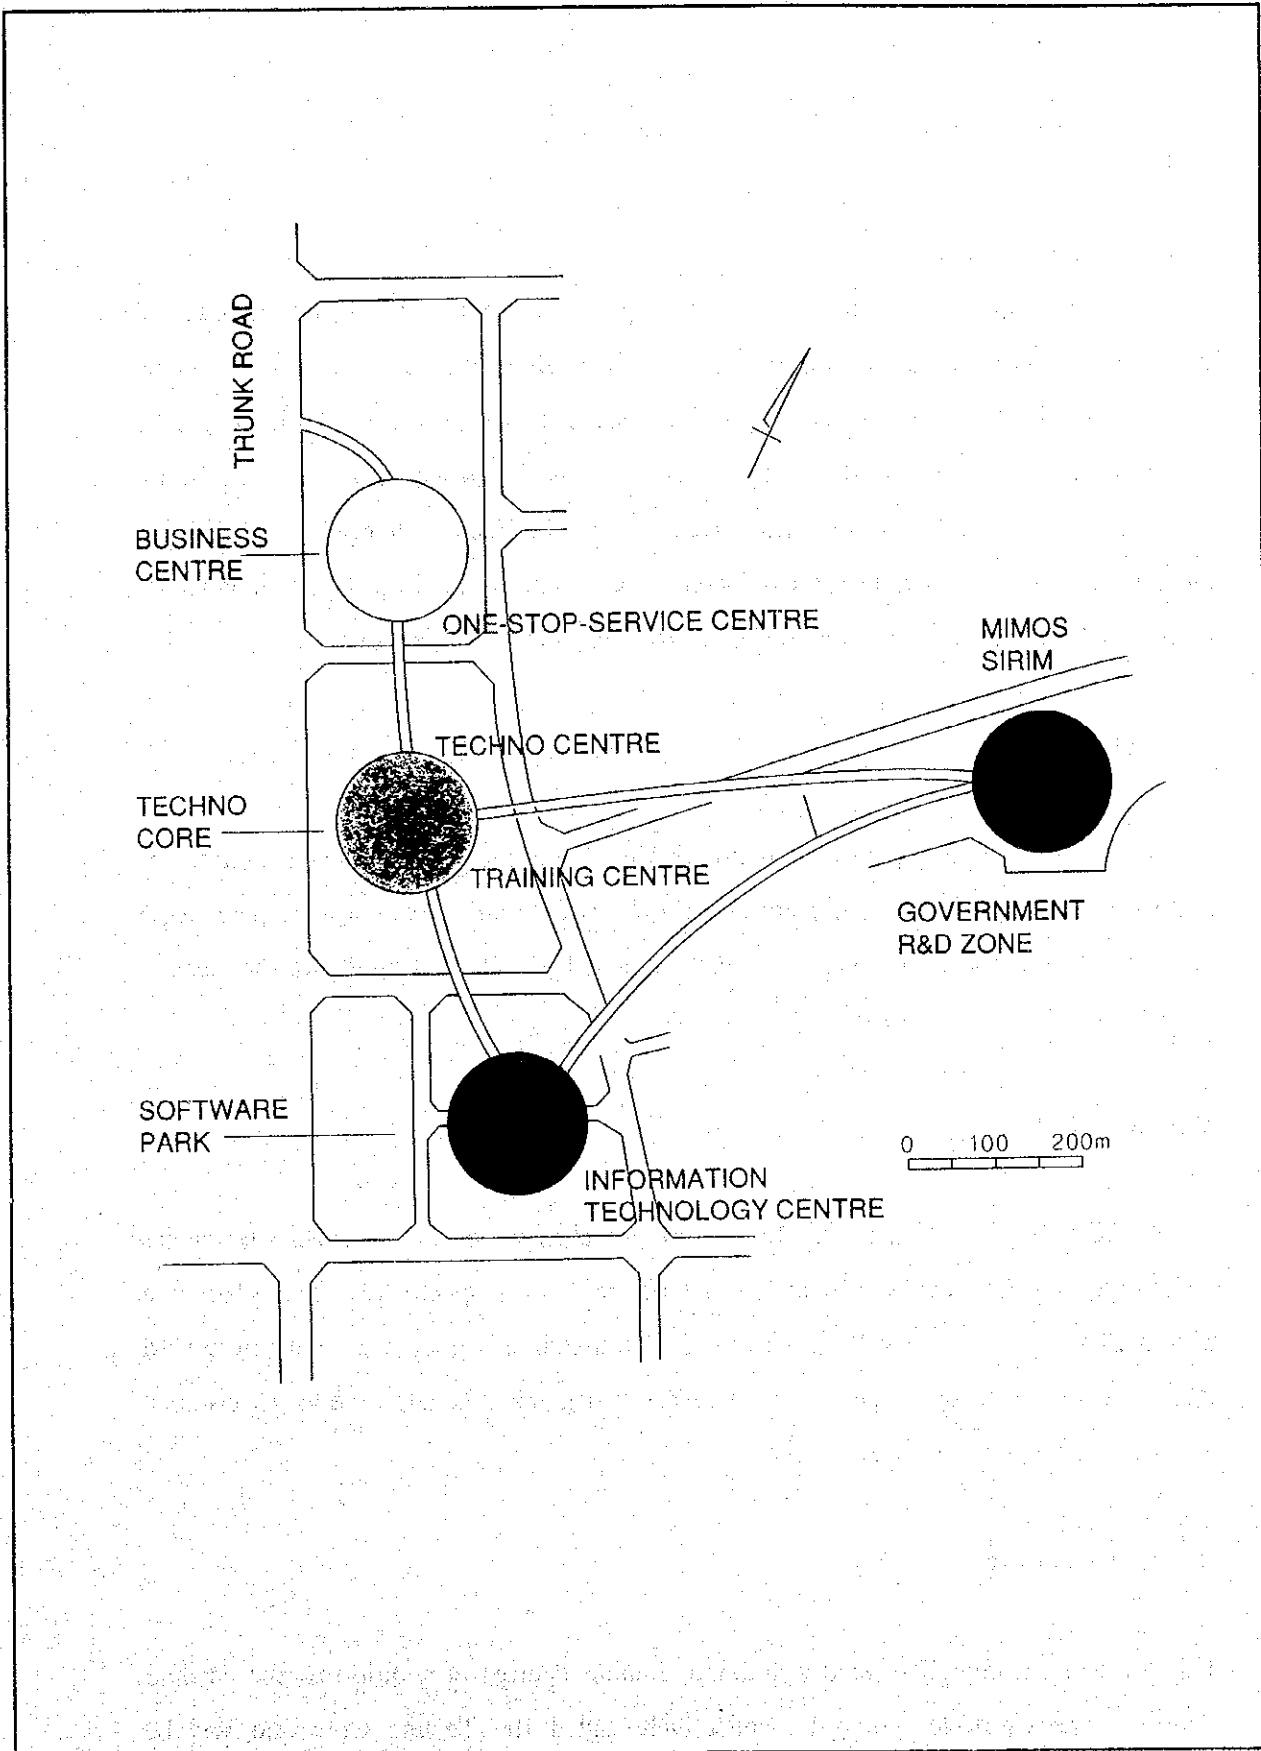 TRUNK ROAD
BUSINESS
CENTRE
ONE-STOP-SERVICE CENTRE
MIMOS
SIRIM
TECHNO CENTRE
TECHNO
CORE
TRAINING CENTRE
GOVERNMENT
R&D ZONE
SOFTWARE
PARK
0 100 200m
INFORMATION
TECHNOLOGY CENTRE